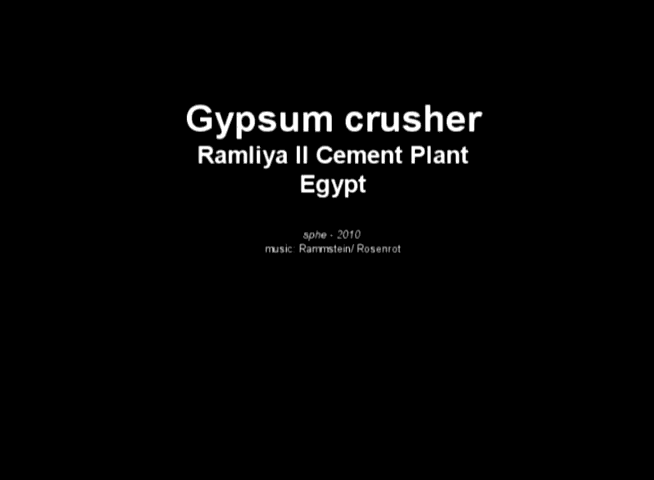 Gypsum crusher
Ramliya II Cement Plant
Egypt
sphe - 2010
music: Rammstein/ Rosenrot